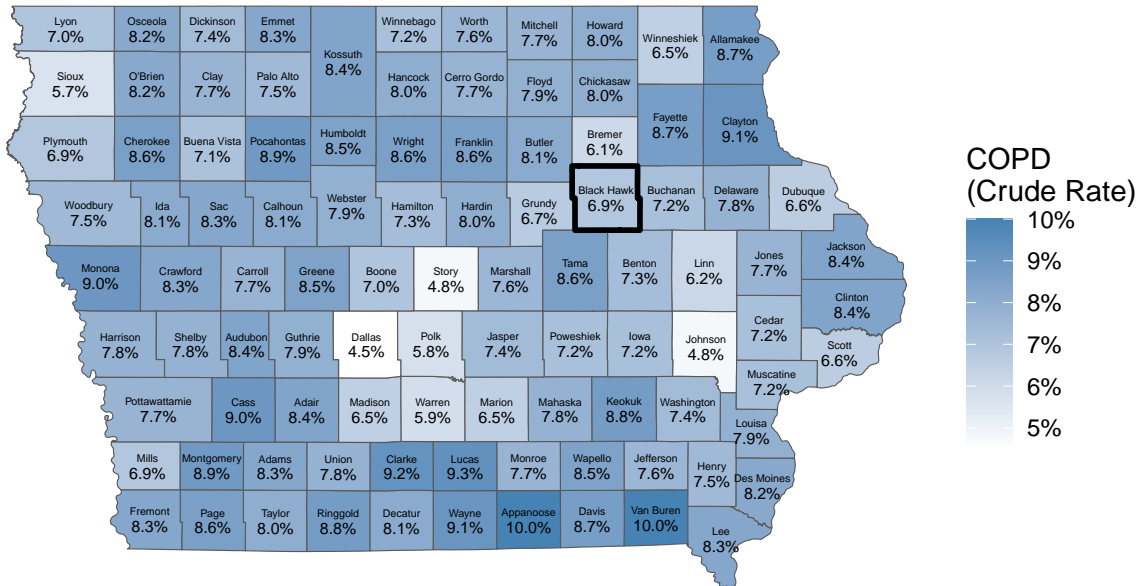 Lyon
7.0%
Osceola
8.2%
Dickinson
7.4%
Emmet
8.3%
Kossuth
8.4%
Winnebago
7.2%
Worth
7.6%
Mitchell
7.7%
Howard
8.0%
Winneshiek
6.5%
Allamakee
8.7%
Sioux
5.7%
O'Brien
8.2%
Clay
7.7%
Palo Alto
7.5%
Hancock
8.0%
Cerro Gordo
7.7%
Floyd
7.9%
Chickasaw
8.0%
Fayette
8.7%
Clayton
9.1%
Plymouth
6.9%
Cherokee
8.6%
Buena Vista
7.1%
Pocahontas
8.9%
Humboldt
8.5%
Wright
8.6%
Franklin
8.6%
Butler
8.1%
Bremer
6.1%
Woodbury
7.5%
Ida
8.1%
Sac
8.3%
Calhoun
8.1%
Webster
7.9%
Hamilton
7.3%
Hardin
8.0%
Grundy
6.7%
Black Hawk
6.9%
Buchanan
7.2%
Delaware
7.8%
Dubuque
6.6%
Monona
9.0%
Crawford
8.3%
Carroll
7.7%
Greene
8.5%
Boone
7.0%
Story
4.8%
Marshall
7.6%
Tama
8.6%
Benton
7.3%
Linn
6.2%
Jones
7.7%
Jackson
8.4%
Clinton
8.4%
Harrison
7.8%
Shelby
7.8%
Audubon
8.4%
Guthrie
7.9%
Dallas
4.5%
Polk
5.8%
Jasper
7.4%
Poweshiek
7.2%
Iowa
7.2%
Johnson
4.8%
Cedar
7.2%
Scott
6.6%
Muscatine
7.2%
Pottawattamie
7.7%
Cass
9.0%
Adair
8.4%
Madison
6.5%
Warren
5.9%
Marion
6.5%
Mahaska
7.8%
Keokuk
8.8%
Washington
7.4%
Louisa
7.9%
Mills
6.9%
Montgomery
8.9%
Adams
8.3%
Union
7.8%
Clarke
9.2%
Lucas
9.3%
Monroe
7.7%
Wapello
8.5%
Jefferson
7.6%
Henry
7.5%
Des Moines
8.2%
Fremont
8.3%
Page
8.6%
Taylor
8.0%
Ringgold
8.8%
Decatur
8.1%
Wayne
9.1%
Appanoose
10.0%
Davis
8.7%
Van Buren
10.0%
Lee
8.3%
COPD
(Crude Rate)
10%
9%
8%
7%
6%
5%